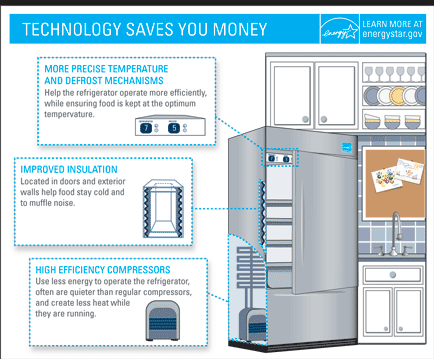 TECHNOLOGY SAVES YOU MONEY
energy
LEARN MORE AT
energystar.gov
MORE PRECISE TEMPERATURE
AND DEFROST MECHANISMS
Help the refrigerator operate more efficiently,
while ensuring food is kept at the optimum
tempervature.
7 5
IMPROVED INSULATION
Located in doors and exterior
walls help food stay cold and
to muffle noise.
HIGH EFFICIENCY COMPRESSORS
Use less energy to operate the refrigerator,
often are quieter than regular compressors,
and create less heat while
they are running.